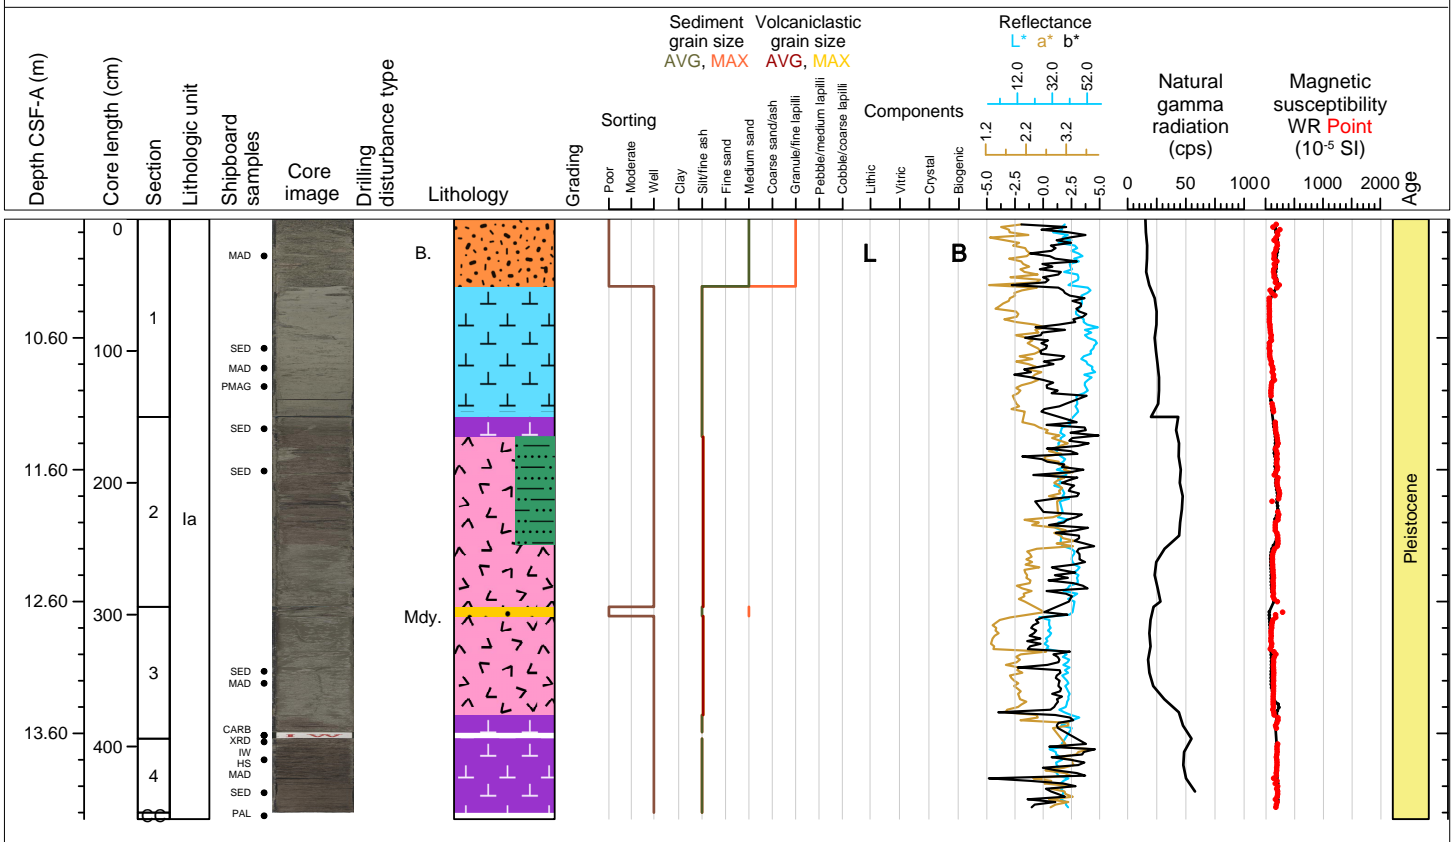 Depth CSF-A (m)
Core length (cm)
Section
Lithologic unit
Shipboard
samples
Core
image
Drilling
disturbance type
Lithology
Grading
Sorting
Poor
Moderate
Well
Sediment
grain size
AVG, MAX
Volcaniclastic
grain size
AVG, MAX
Clay
Silt/fine ash
Fine sand
Medium sand
Coarse sand/ash
Granule/fine lapilli
Pebble/medium lapilli
Cobble/coarse lapilli
Components
Lithic
Vitric
Crystal
Biogenic
Reflectance
L* a* b*
12.0 32.0 52.0
1.2 2.2 3.2
-5.0 -2.5 0.0 2.5 5.0
Natural
gamma
radiation
(cps)
0 50 100
Magnetic
susceptibility
WR Point
(10-5 SI)
0 1000 2000
Age
0
MAD
B.
L
B
1
10.60
100
SED
MAD
PMAG
SED
11.60
SED
200
2
Ia
Pleistocene
12.60
300
Mdy.
3
SED
MAD
13.60
CARB
XRD
400
IW
HS
MAD
4
SED
CC
PAL